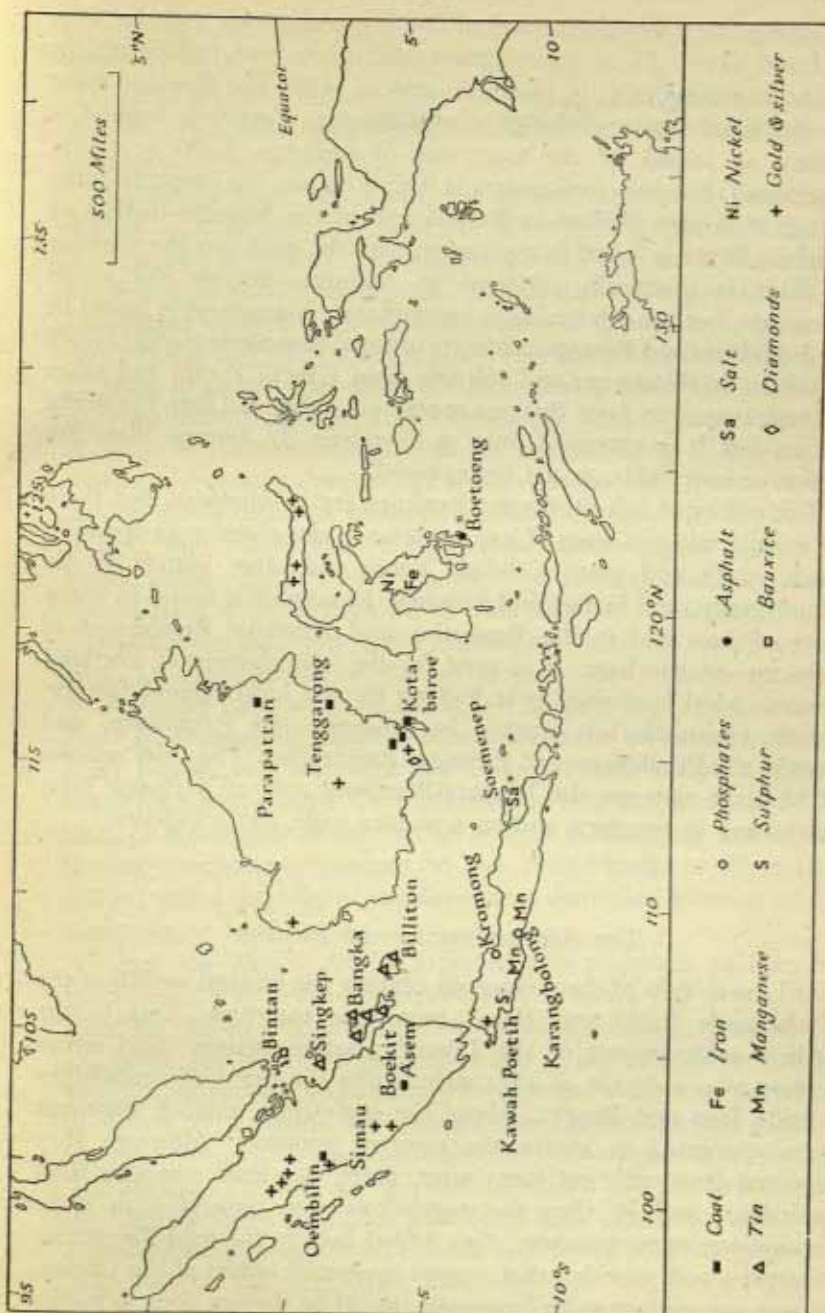 95
105
115
125
135
5°N
500 Miles
Equator
5
10
Parapattan
Tenggarong
Kota-
baroe
Ni
Fe
Boetoeng
Bintan
Singkep
Bangka
Billiton
Oembilin
Simau
Boekit
Asem
Kromong
Soemenep
Sa
S
Mn
Mn
Kawah Poetih
Karangbolong
-5
-10°S
100
110
120°N
130
■ Coal
Fe Iron
○ Phosphates
● Asphalt
Sa Salt
Ni Nickel
△ Tin
Mn Manganese
S Sulphur
□ Bauxite
◇ Diamonds
+ Gold & silver